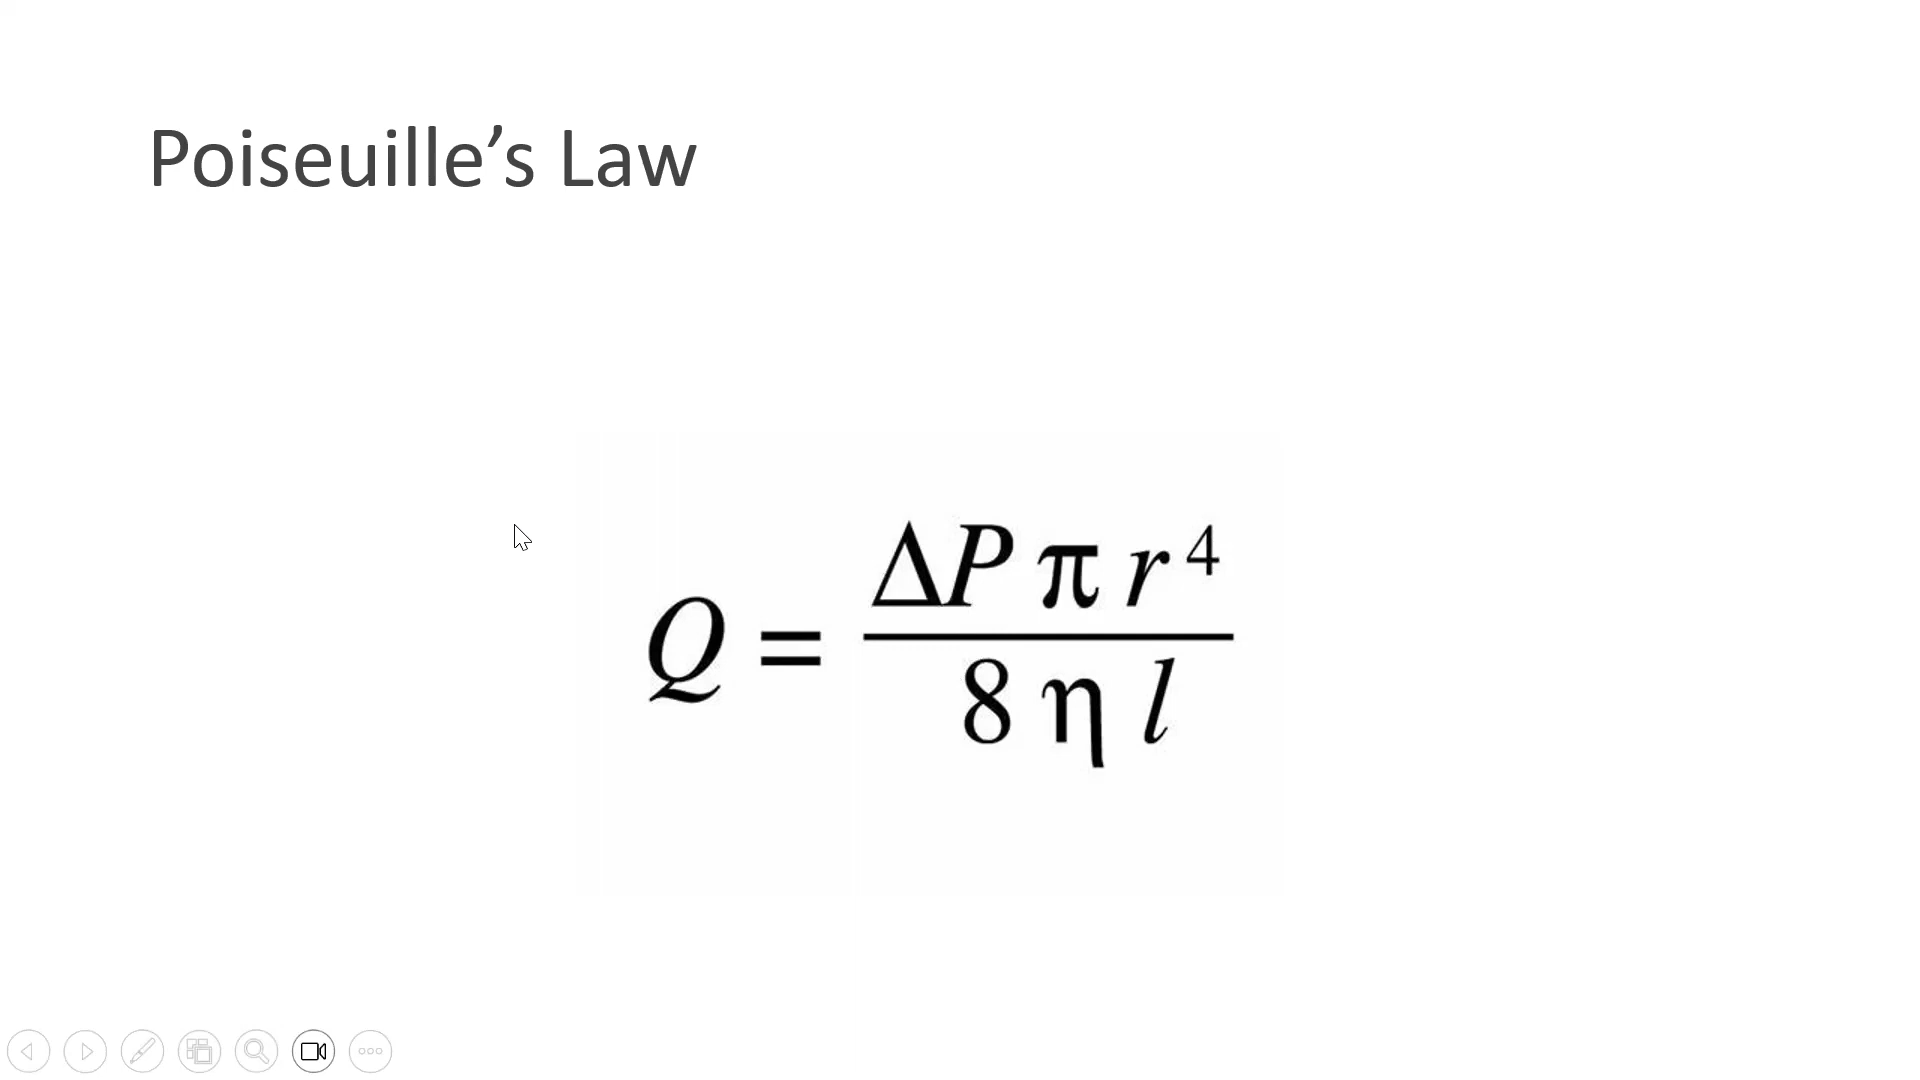 Poiseuille’s Law
Q = ΔP π r⁴ / 8 η l